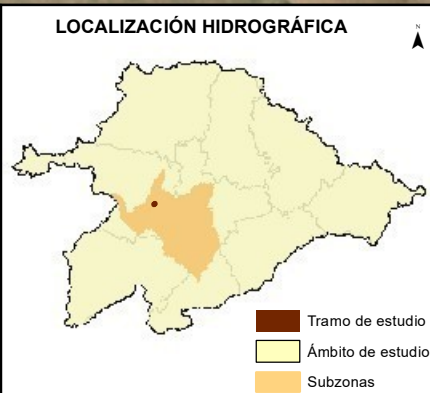 LOCALIZACIÓN HIDROGRÁFICA
N
Tramo de estudio
Ámbito de estudio
Subzonas